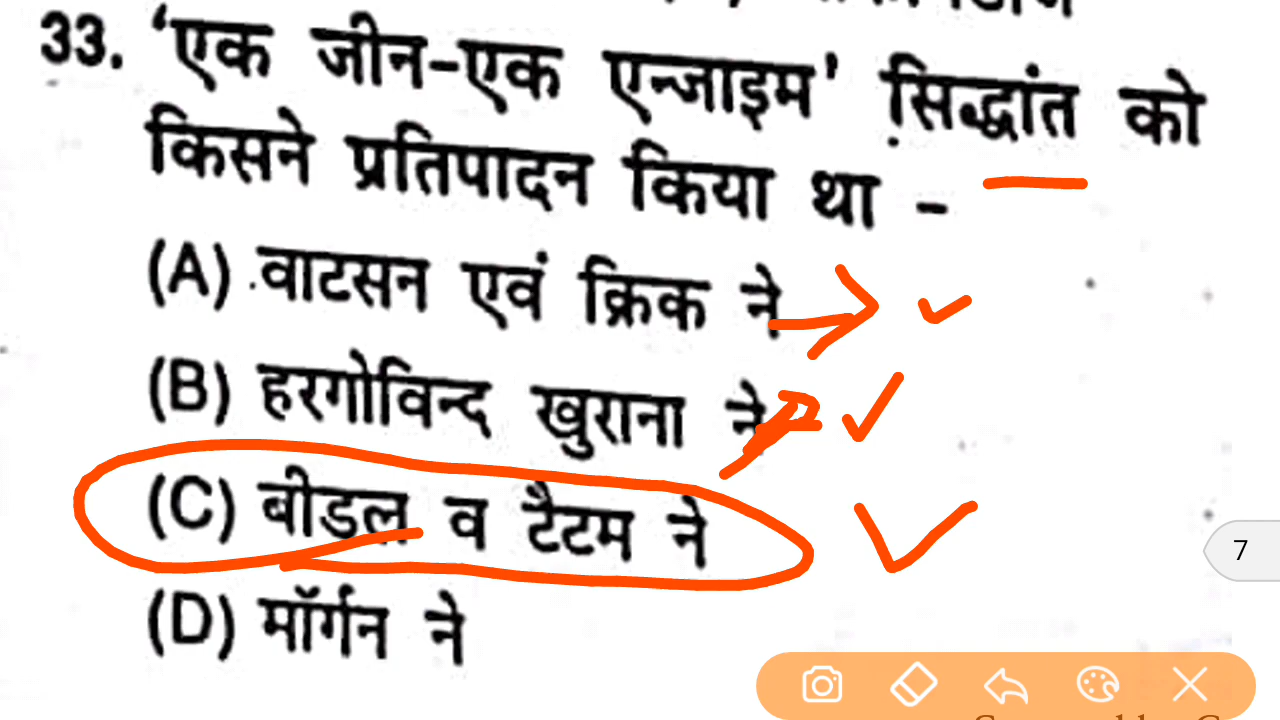 33. ‘एक जीन-एक एन्जाइम’ सिद्धांत को
किसने प्रतिपादन किया था -
(A) वाटसन एवं क्रिक ने
(B) हरगोविन्द खुराना ने
(C) बीडल व टैटम ने
7
(D) मॉर्गन ने